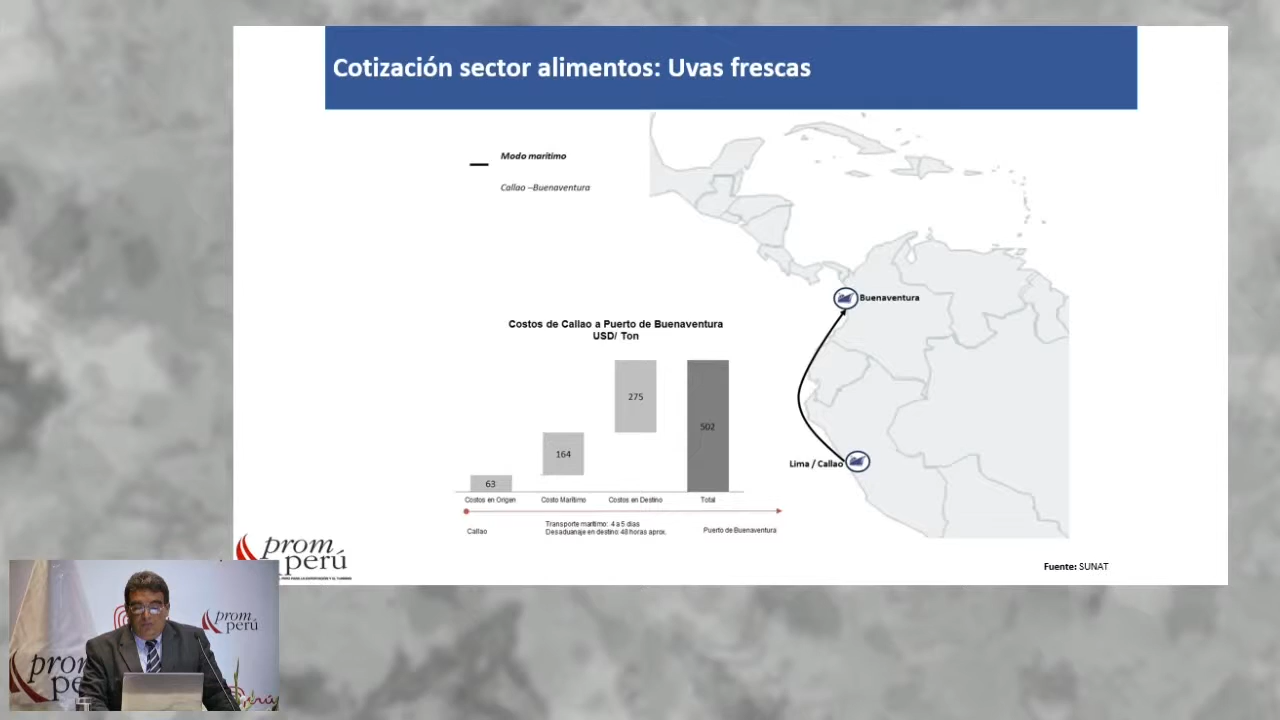 Cotización sector alimentos: Uvas frescas
Modo marítimo
Callao –Buenaventura
Buenaventura
Lima / Callao
Costos de Callao a Puerto de Buenaventura
USD/ Ton
275
502
164
63
Costos en Origen
Costo Marítimo
Costos en Destino
Total
Transporte marítimo: 4 a 5 días
Desaduanaje en destino: 48 horas aprox.
Callao
Puerto de Buenaventura
prom
perú
Fuente: SUNAT
prom
perú